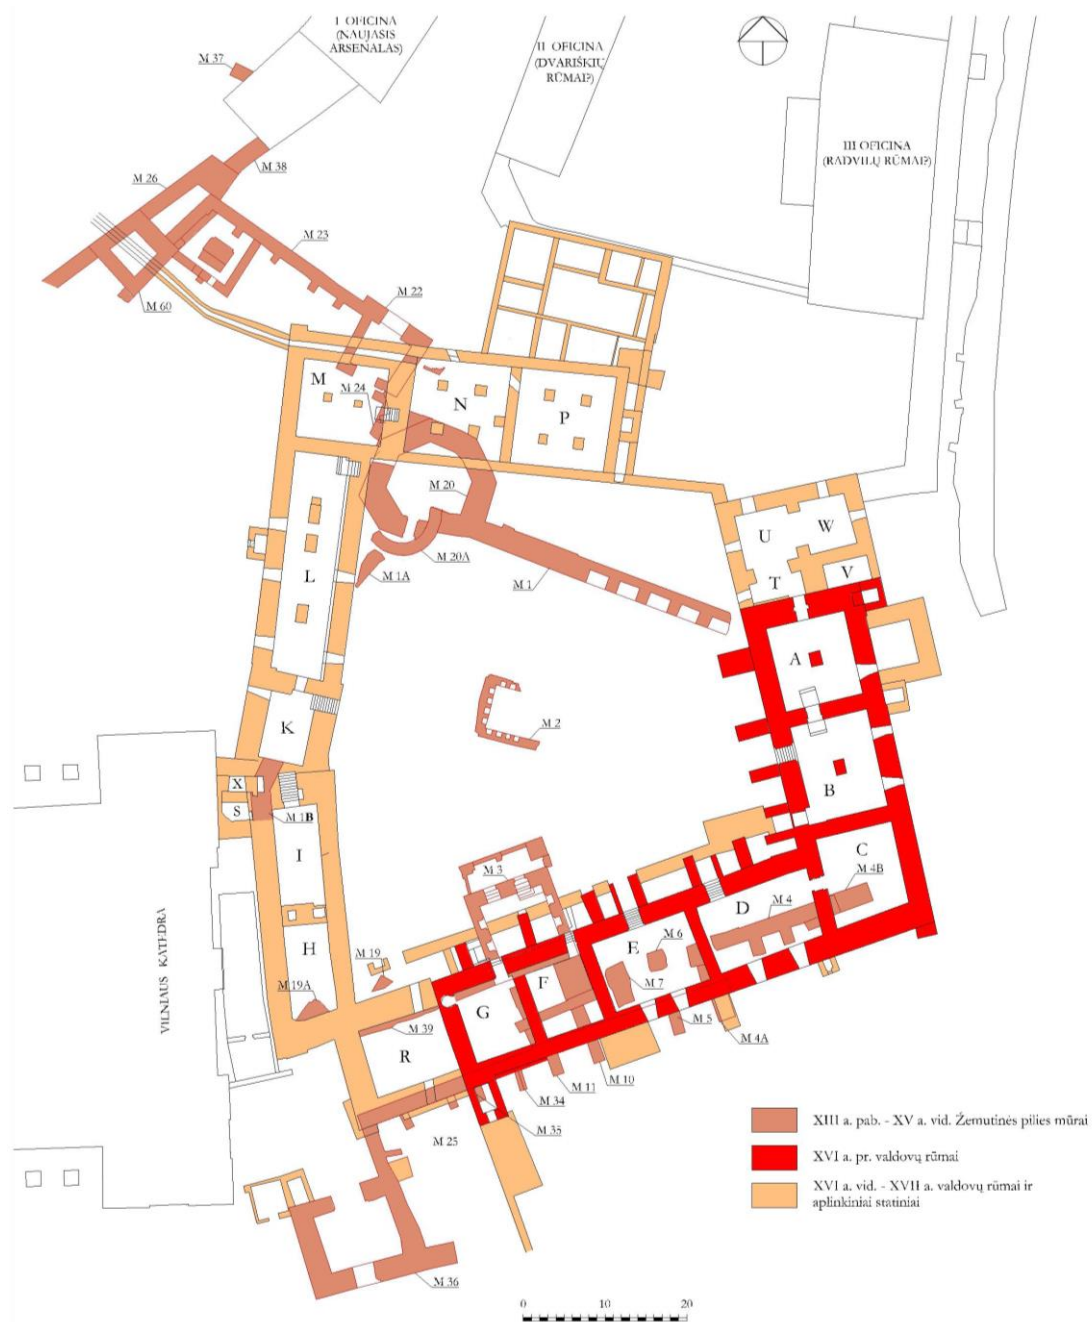 I OFICINA
(NAUJASIS
ARSENALAS)
II OFICINA
(DVARIŠKIŲ
RŪMAI?)
III OFICINA
(RADVILŲ RŪMAI?)
M 37
M 38
M 26
M 23
M 22
M 60
M
M 24
N
P
M 20
M 20A
M 1A
M 1
L
U
W
T
V
A
K
M 2
B
X
S
M 1B
I
C
M 4B
M 3
D
M 4
H
M 19
E
M 6
M 7
F
M 19A
G
M 39
R
M 5
M 4A
M 10
M 11
M 34
M 35
M 25
M 36
VILNIAUS KATEDRA
XIII a. pab. - XV a. vid. Žemutinės pilies mūrai
XVI a. pr. valdovų rūmai
XVI a. vid. - XVII a. valdovų rūmai ir
aplinkiniai statiniai
0 10 20